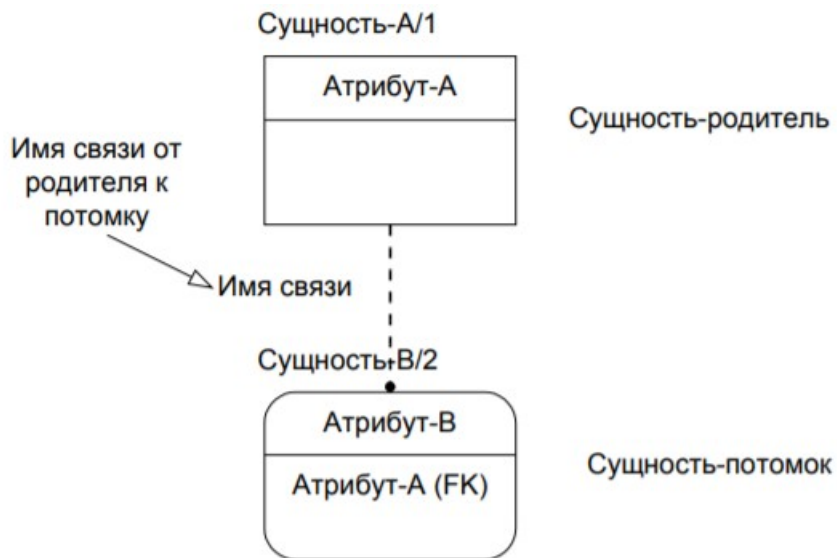 Сущность-A/1
Атрибут-A
Сущность-родитель
Имя связи от
родителя к
потомку
Имя связи
Сущность-B/2
Атрибут-B
Сущность-потомок
Атрибут-A (FK)